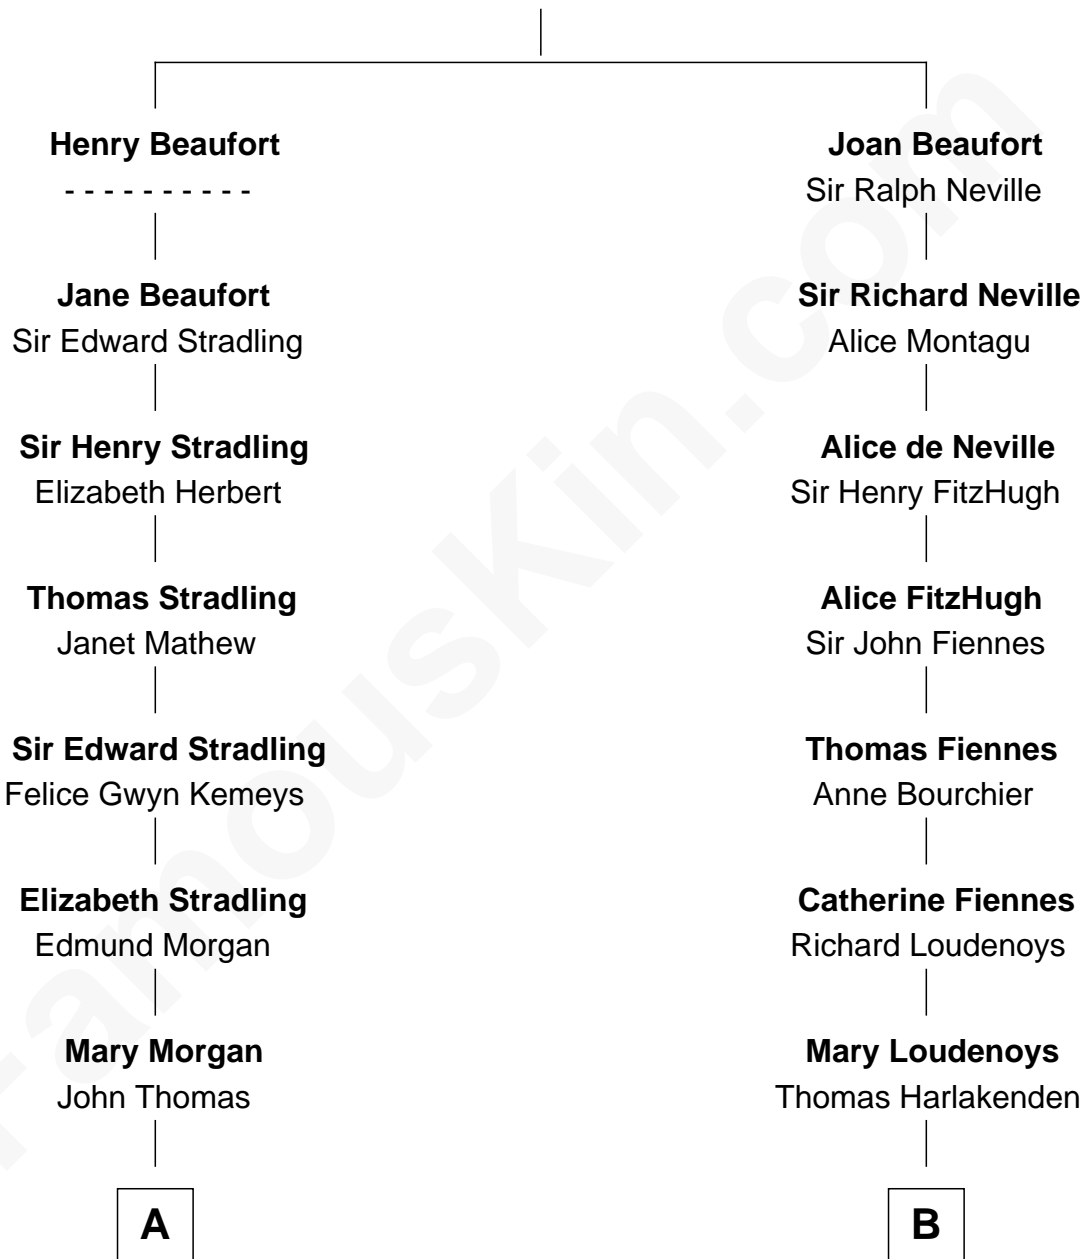 Henry Beaufort
- - - - - - - - - -
Jane Beaufort
Sir Edward Stradling
Sir Henry Stradling
Elizabeth Herbert
Thomas Stradling
Janet Mathew
Sir Edward Stradling
Felice Gwyn Kemeys
Elizabeth Stradling
Edmund Morgan
Mary Morgan
John Thomas
A
Joan Beaufort
Sir Ralph Neville
Sir Richard Neville
Alice Montagu
Alice de Neville
Sir Henry FitzHugh
Alice FitzHugh
Sir John Fiennes
Thomas Fiennes
Anne Bourchier
Catherine Fiennes
Richard Loudenoys
Mary Loudenoys
Thomas Harlakenden
B
FamousKin.com